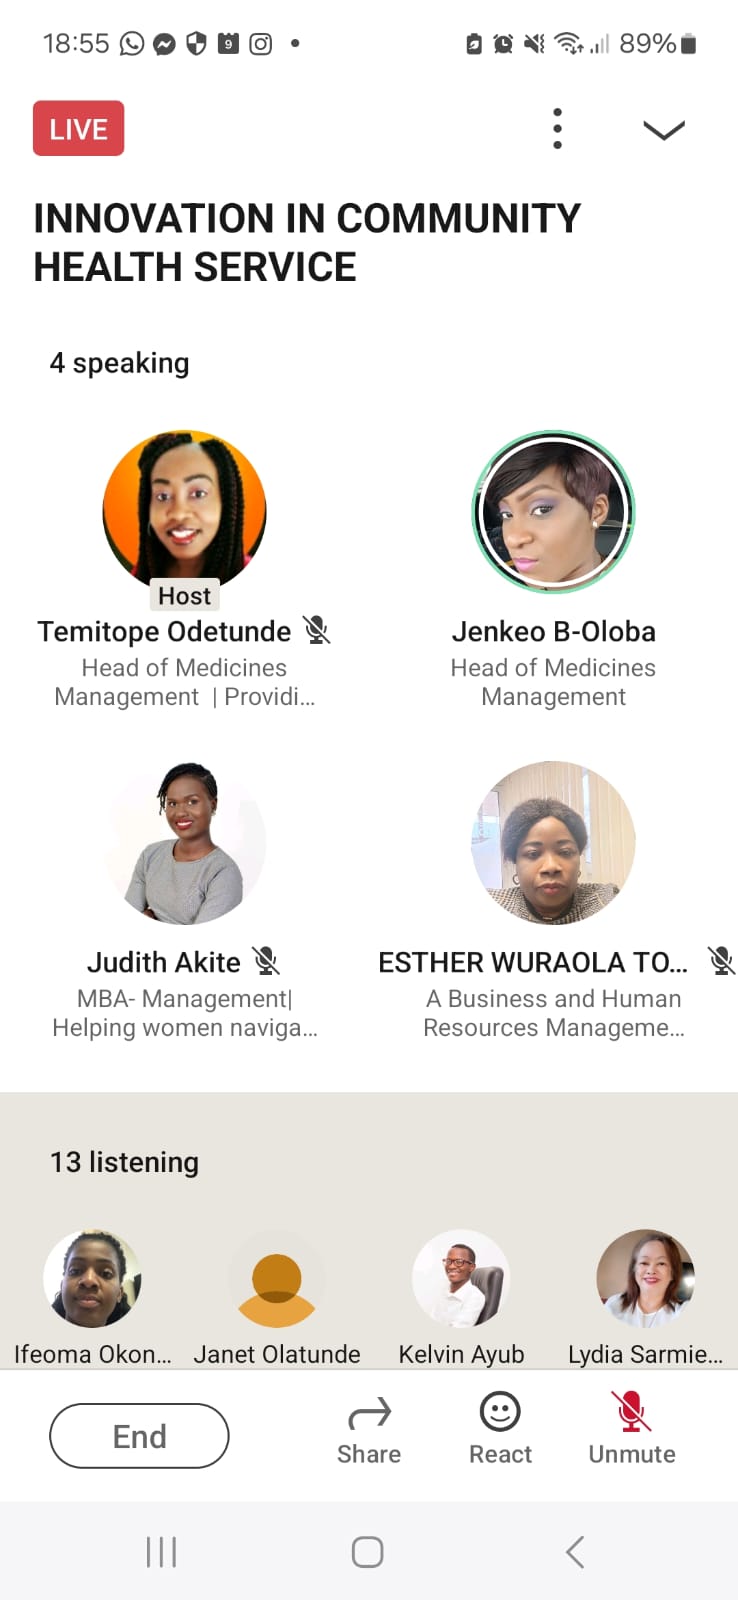 18:55
9
89%
LIVE
INNOVATION IN COMMUNITY
HEALTH SERVICE
4 speaking
Host
Temitope Odetunde
Head of Medicines
Management | Providi...
Jenkeo B-Oloba
Head of Medicines
Management
Judith Akite
MBA- Management|
Helping women naviga...
ESTHER WURAOLA TO...
A Business and Human
Resources Manageme...
13 listening
Ifeoma Okon...
Janet Olatunde
Kelvin Ayub
Lydia Sarmie...
End
Share
React
Unmute